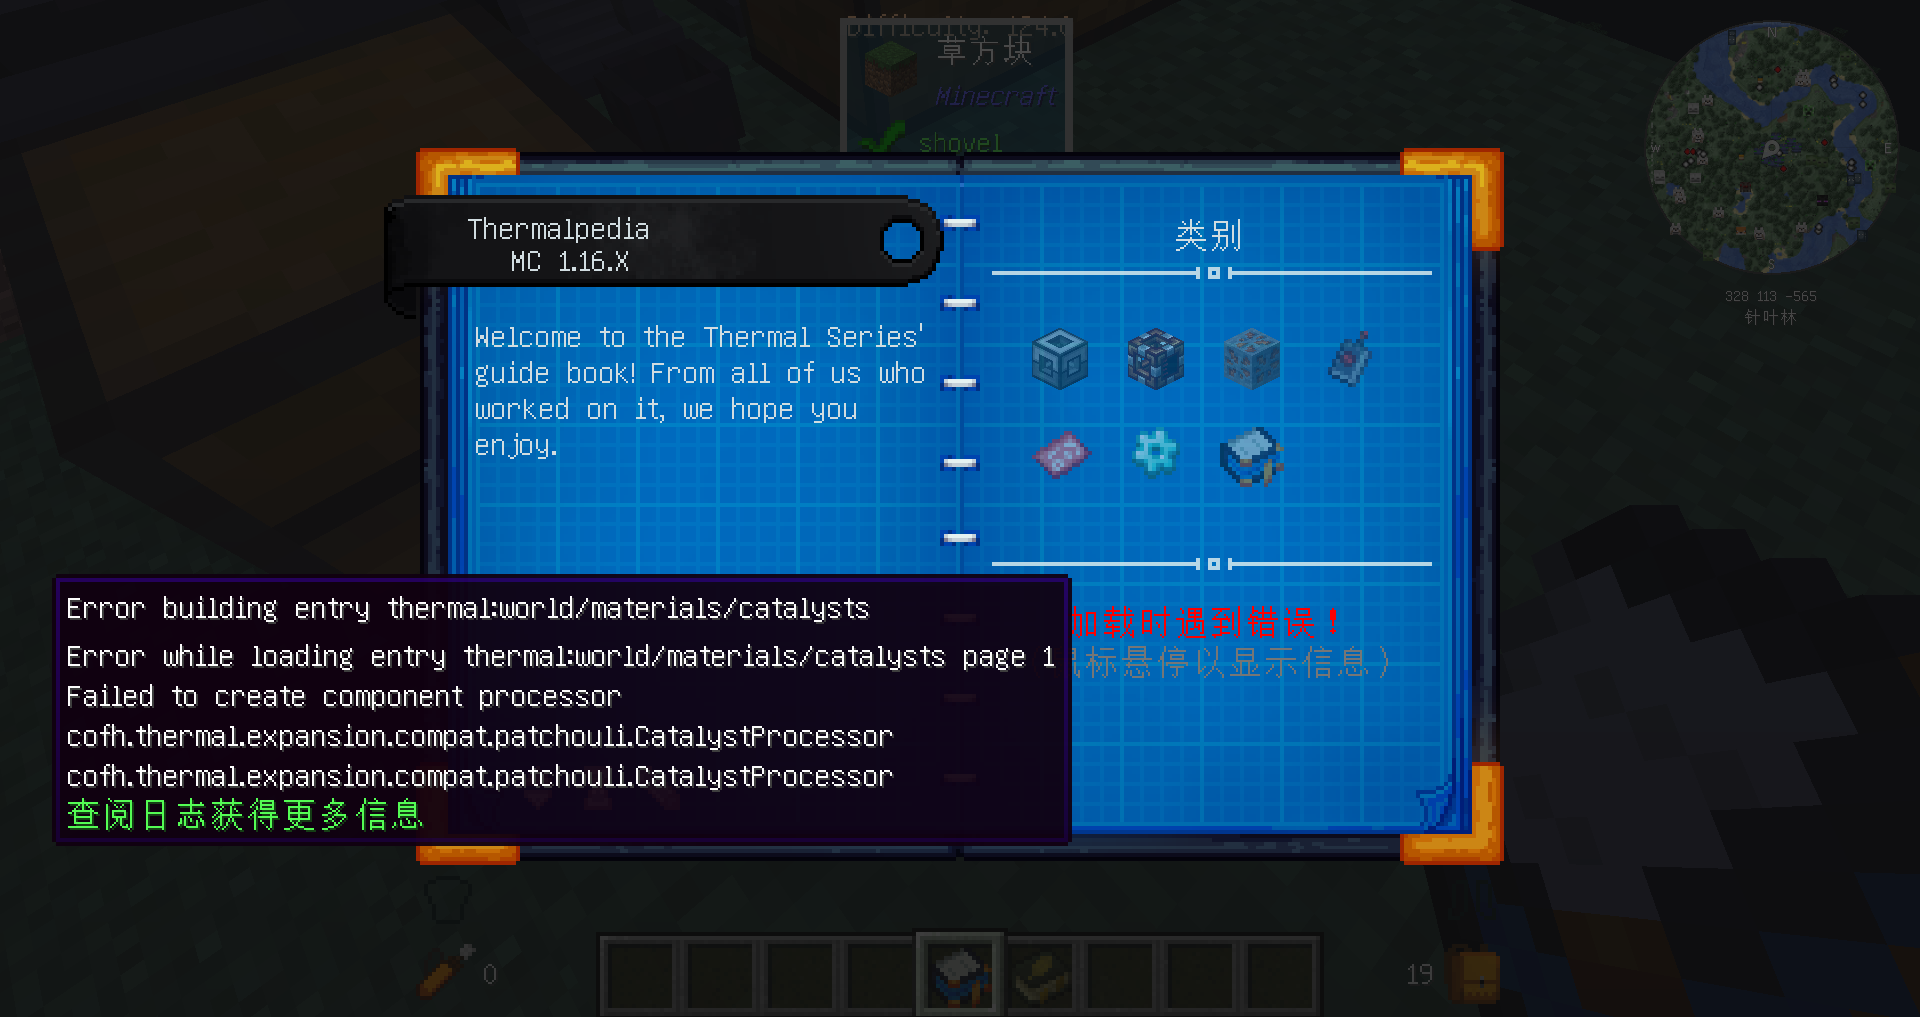 Difficulty: 124.0
草方块
Minecraft
shovel
N
W
E
S
328 113 -565
针叶林
Thermalpedia
MC 1.16.X
Welcome to the Thermal Series'
guide book! From all of us who
worked on it, we hope you
enjoy.
类别
加载时遇到错误！
标悬停以显示信息）
Error building entry thermal:world/materials/catalysts
Error while loading entry thermal:world/materials/catalysts page 1
Failed to create component processor
cofh.thermal.expansion.compat.patchouli.CatalystProcessor
cofh.thermal.expansion.compat.patchouli.CatalystProcessor
查阅日志获得更多信息
0
19